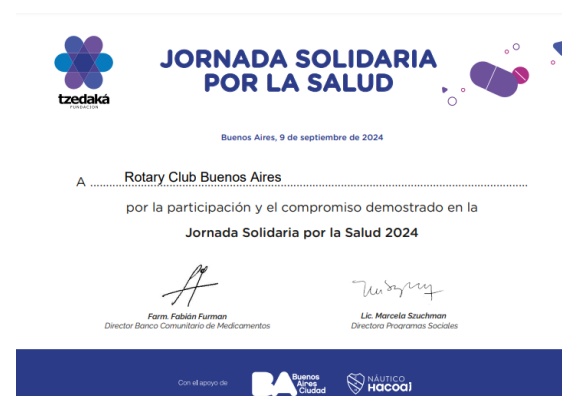 tzedaká
FUNDACIÓN
JORNADA SOLIDARIA
POR LA SALUD
Buenos Aires, 9 de septiembre de 2024
A Rotary Club Buenos Aires
por la participación y el compromiso demostrado en la
Jornada Solidaria por la Salud 2024
Farm. Fabián Furman
Director Banco Comunitario de Medicamentos
Lic. Marcela Szuchman
Directora Programas Sociales
Con el apoyo de
BA Buenos
Aires
Ciudad
NÁUTICO
HACOAJ